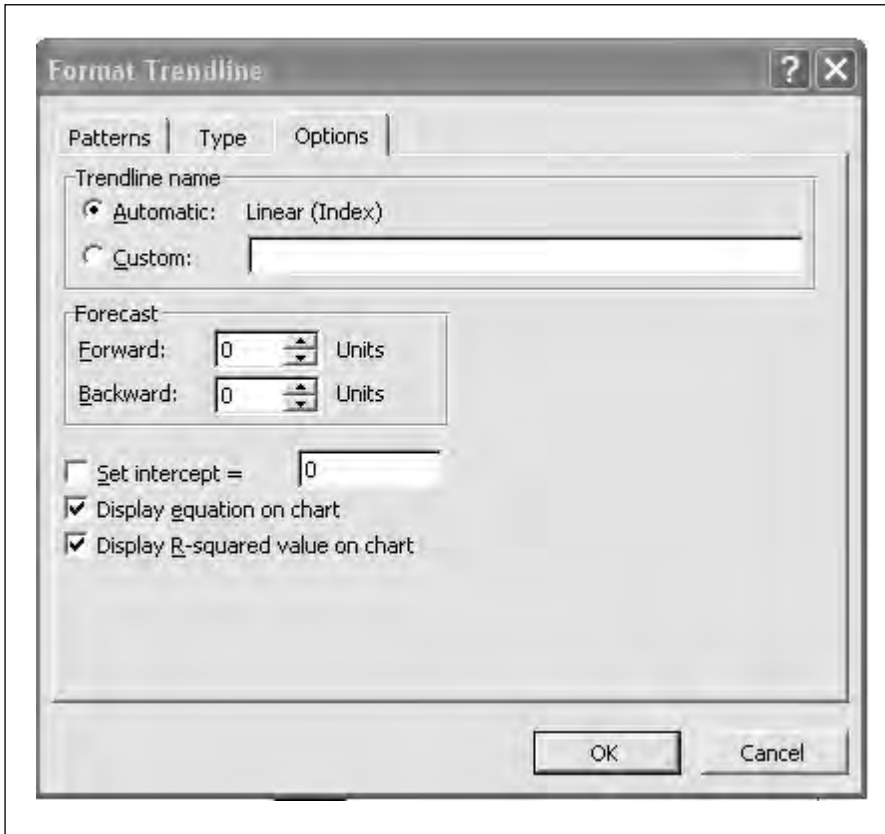 Format Trendline
Patterns Type Options
Trendline name
Automatic: Linear (Index)
Custom:
Forecast
Forward: 0 Units
Backward: 0 Units
Set intercept = 0
Display equation on chart
Display R-squared value on chart
OK Cancel